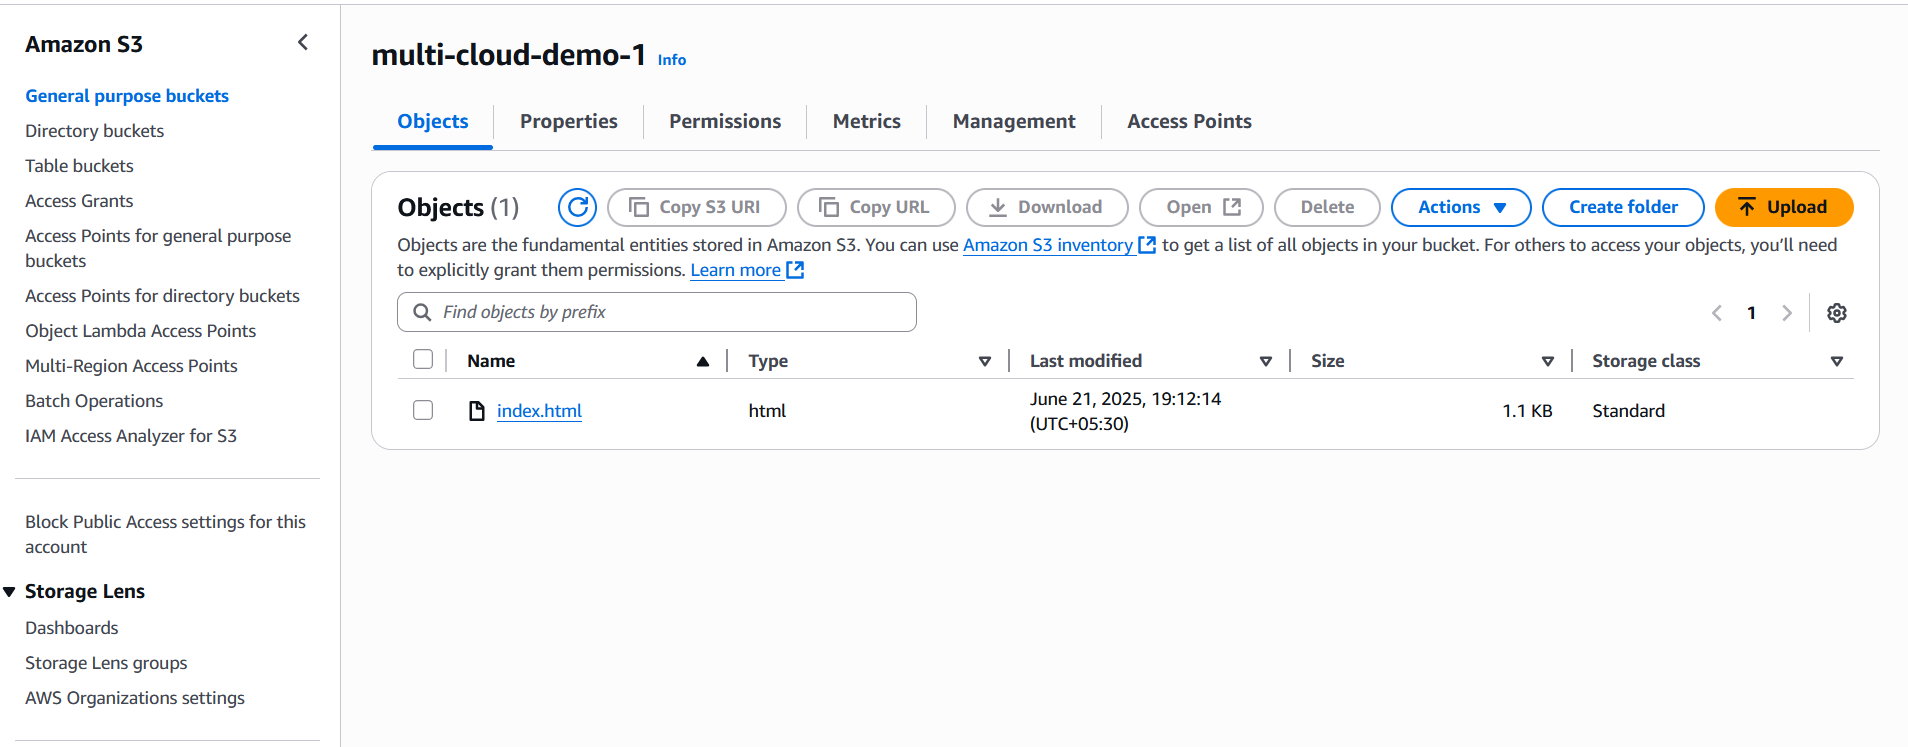 Amazon S3
General purpose buckets
Directory buckets
Table buckets
Access Grants
Access Points for general purpose
buckets
Access Points for directory buckets
Object Lambda Access Points
Multi-Region Access Points
Batch Operations
IAM Access Analyzer for S3
Block Public Access settings for this
account
Storage Lens
Dashboards
Storage Lens groups
AWS Organizations settings
multi-cloud-demo-1 Info
Objects Properties Permissions Metrics Management Access Points
Objects (1) Copy S3 URI Copy URL Download Open Delete Actions Create folder Upload
Objects are the fundamental entities stored in Amazon S3. You can use Amazon S3 inventory to get a list of all objects in your bucket. For others to access your objects, you’ll need
to explicitly grant them permissions. Learn more
Find objects by prefix 1
Name Type Last modified Size Storage class
index.html html June 21, 2025, 19:12:14 1.1 KB Standard
(UTC+05:30)